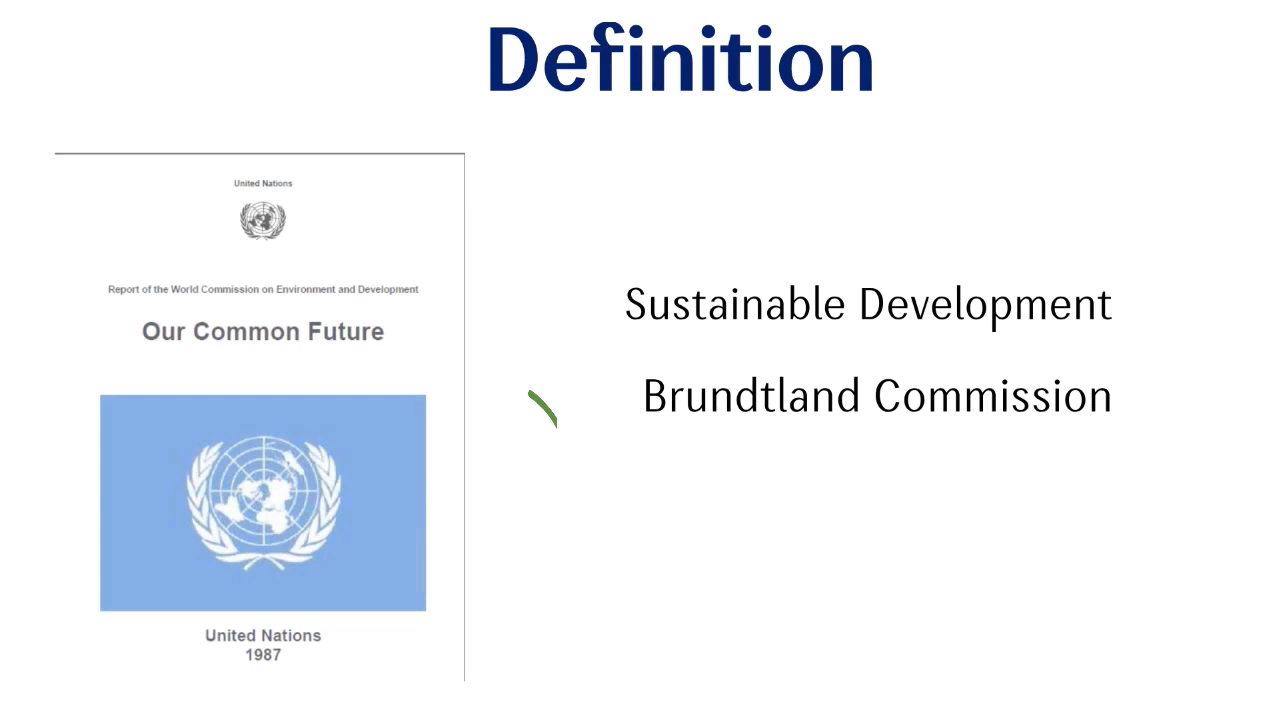 Definition
United Nations
Report of the World Commission on Environment and Development
Our Common Future
United Nations
1987
Sustainable Development
Brundtland Commission